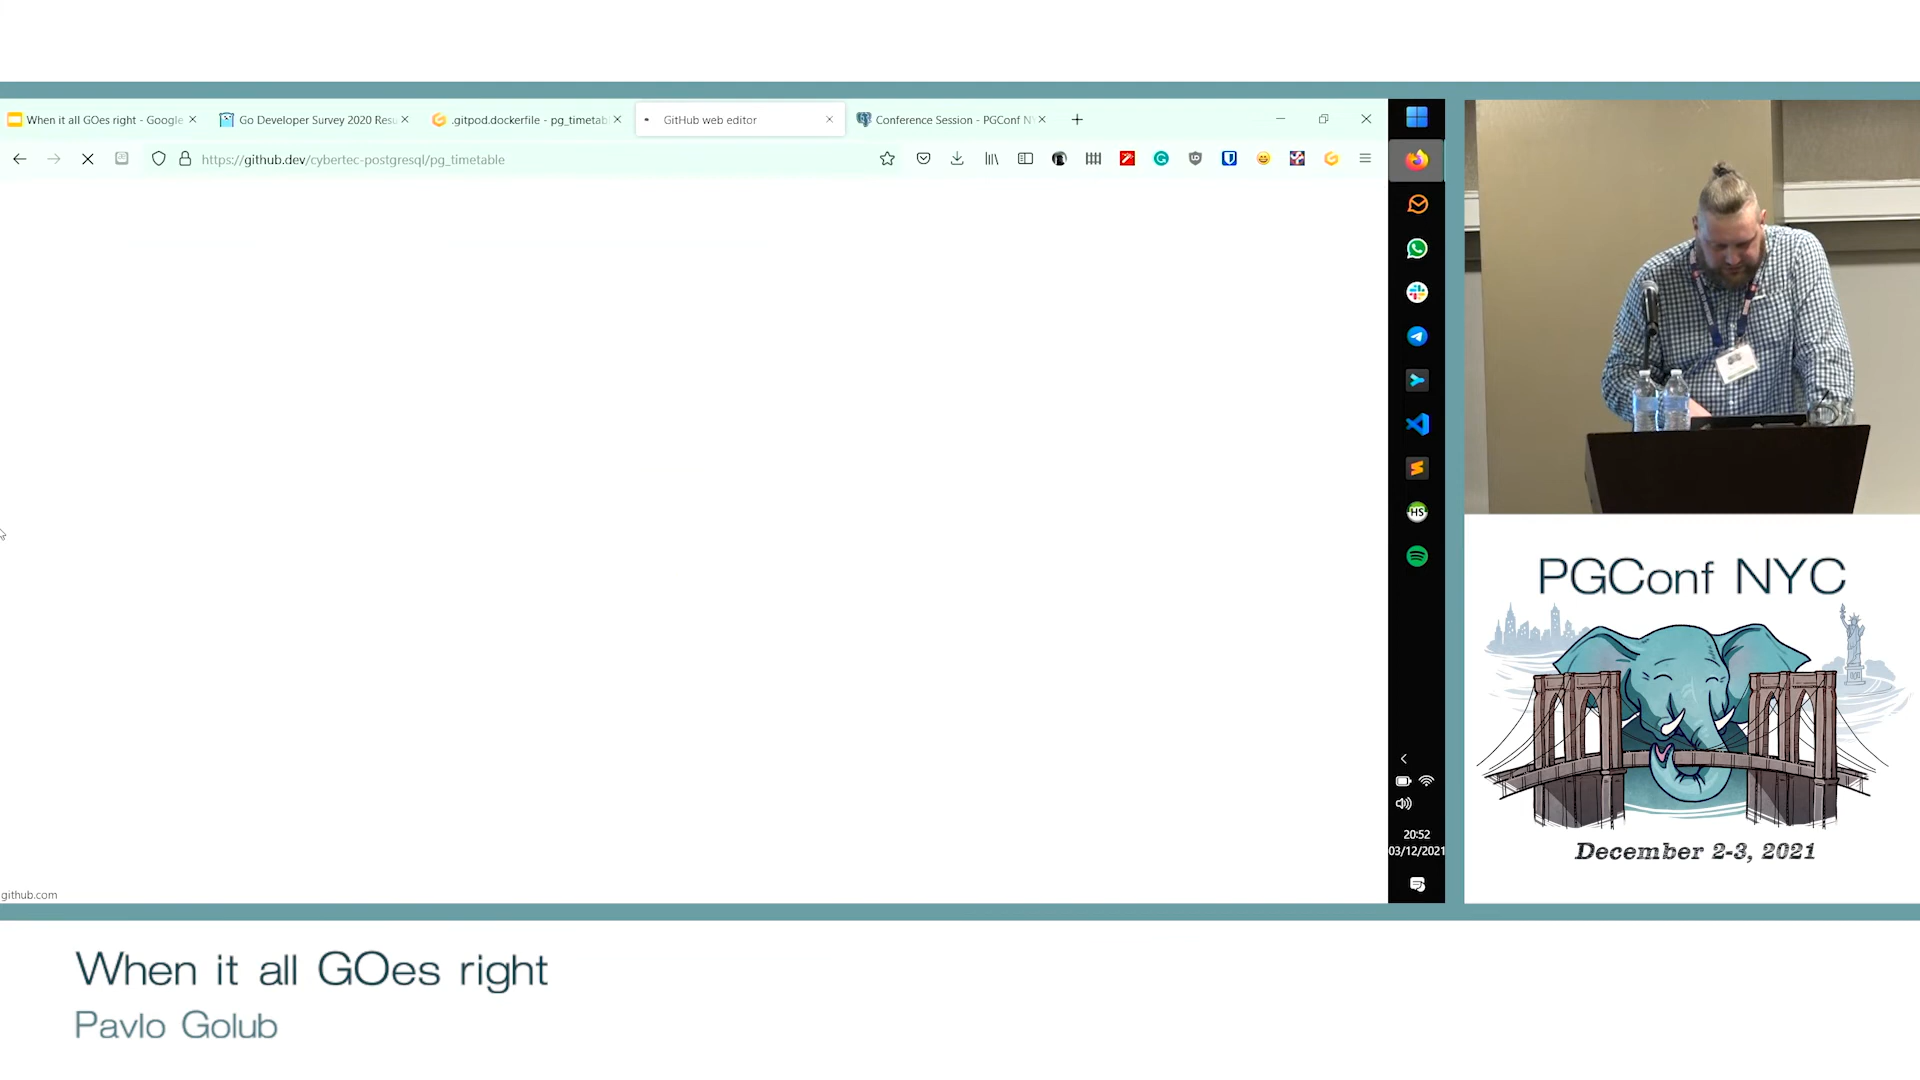 When it all GOes right - Google
Go Developer Survey 2020 Resu
.gitpod.dockerfile - pg_timetab
GitHub web editor
Conference Session - PGConf N
https://github.dev/cybertec-postgresql/pg_timetable
HS
20:52
03/12/2021
github.com
PGConf NYC
December 2-3, 2021
When it all GOes right
Pavlo Golub